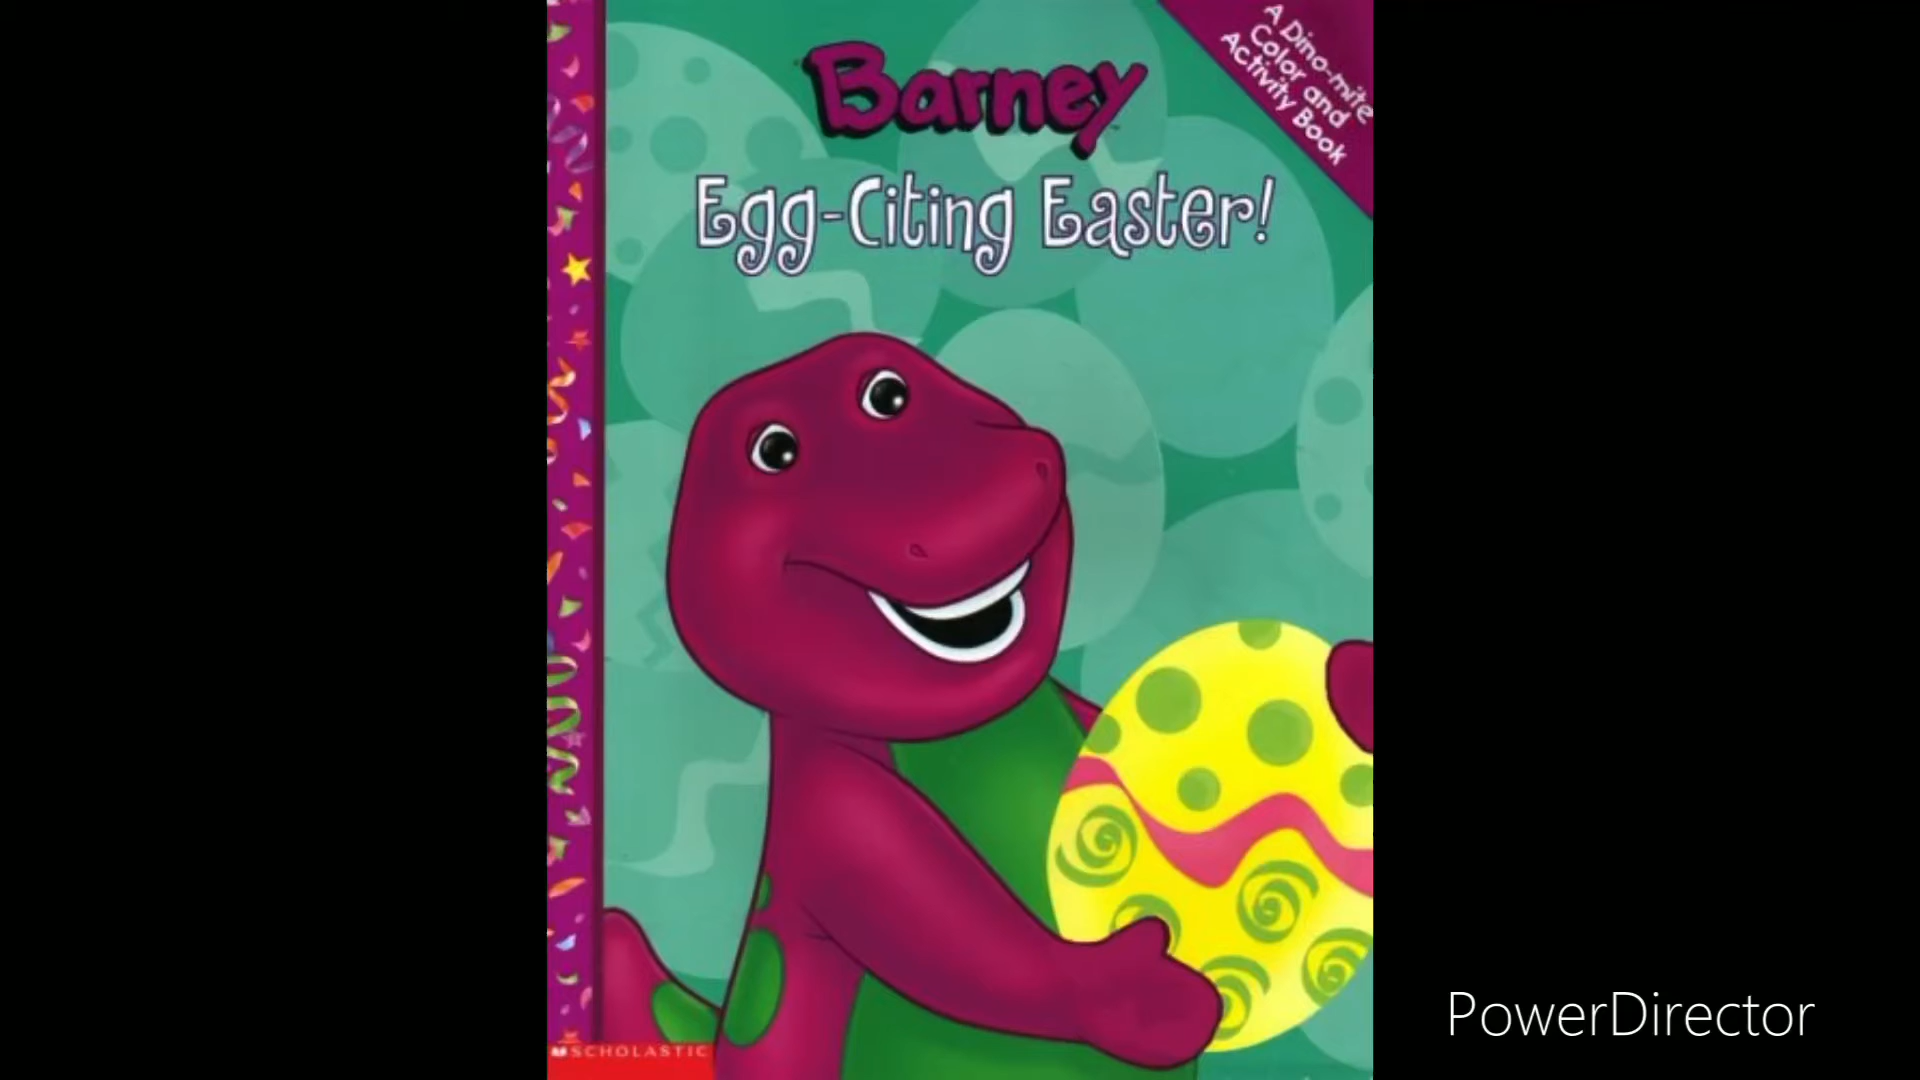 A Dino-mite
Color and
Activity Book
Barney
Egg-Citing Easter!
SCHOLASTIC
PowerDirector